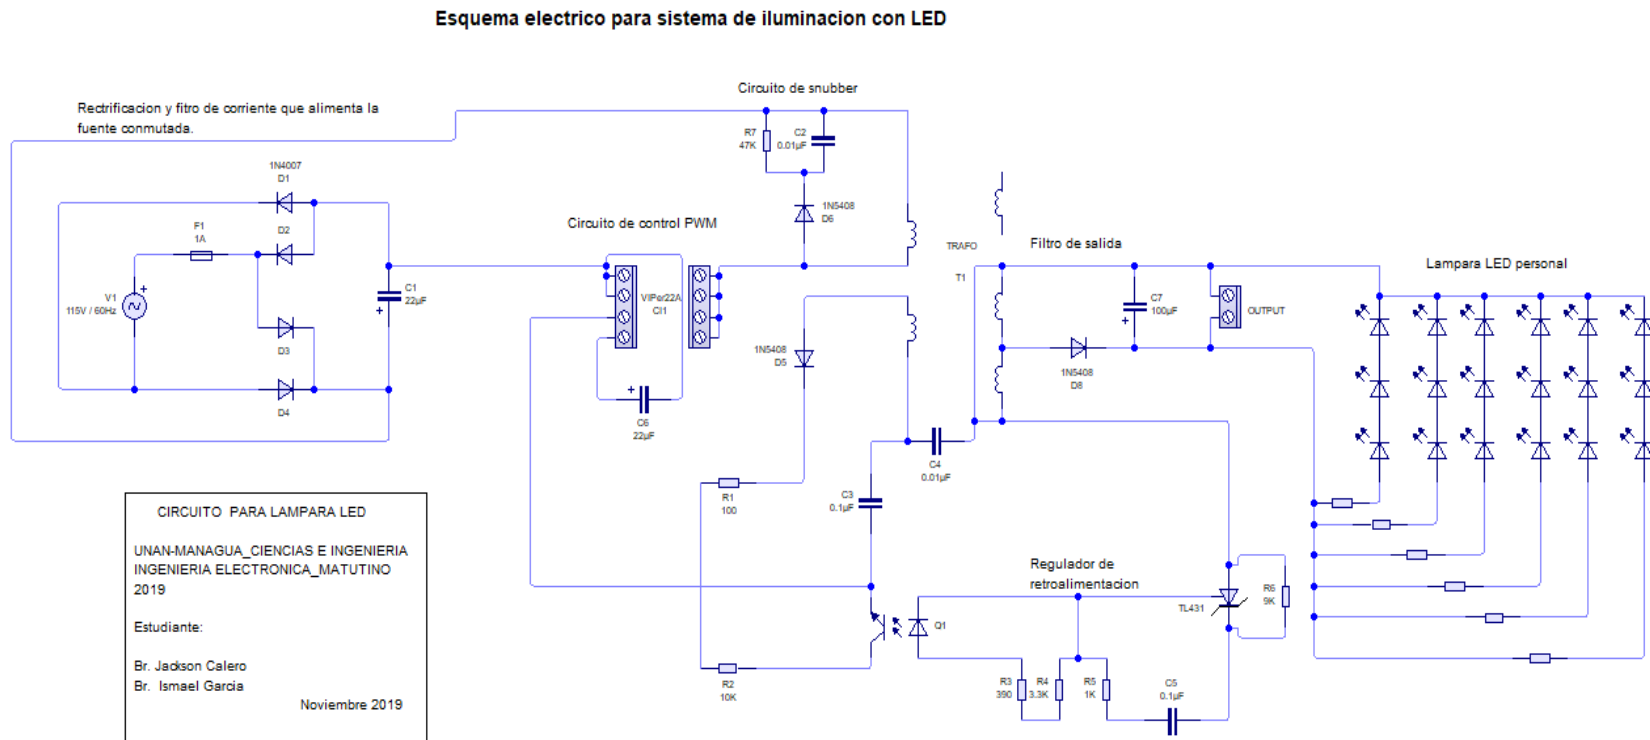 Esquema electrico para sistema de iluminacion con LED
Rectrificacion y fitro de corriente que alimenta la
fuente conmutada.
1N4007
D1
D2
F1
1A
V1
115V / 60Hz
D3
D4
C1
22µF
Circuito de snubber
R7
47K
C2
0.01µF
1N5408
D6
Circuito de control PWM
VIPer22A
CI1
C6
22µF
1N5408
D5
TRAFO
T1
Filtro de salida
C7
100µF
OUTPUT
1N5408
D8
Lampara LED personal
C4
0.01µF
R1
100
C3
0.1µF
R2
10K
Q1
Regulador de
retroalimentacion
TL431
R6
9K
R3
390
R4
3.3K
R5
1K
C5
0.1µF
CIRCUITO PARA LAMPARA LED
UNAN-MANAGUA_CIENCIAS E INGENIERIA
INGENIERIA ELECTRONICA_MATUTINO
2019
Estudiante:
Br. Jackson Calero
Br. Ismael Garcia
Noviembre 2019